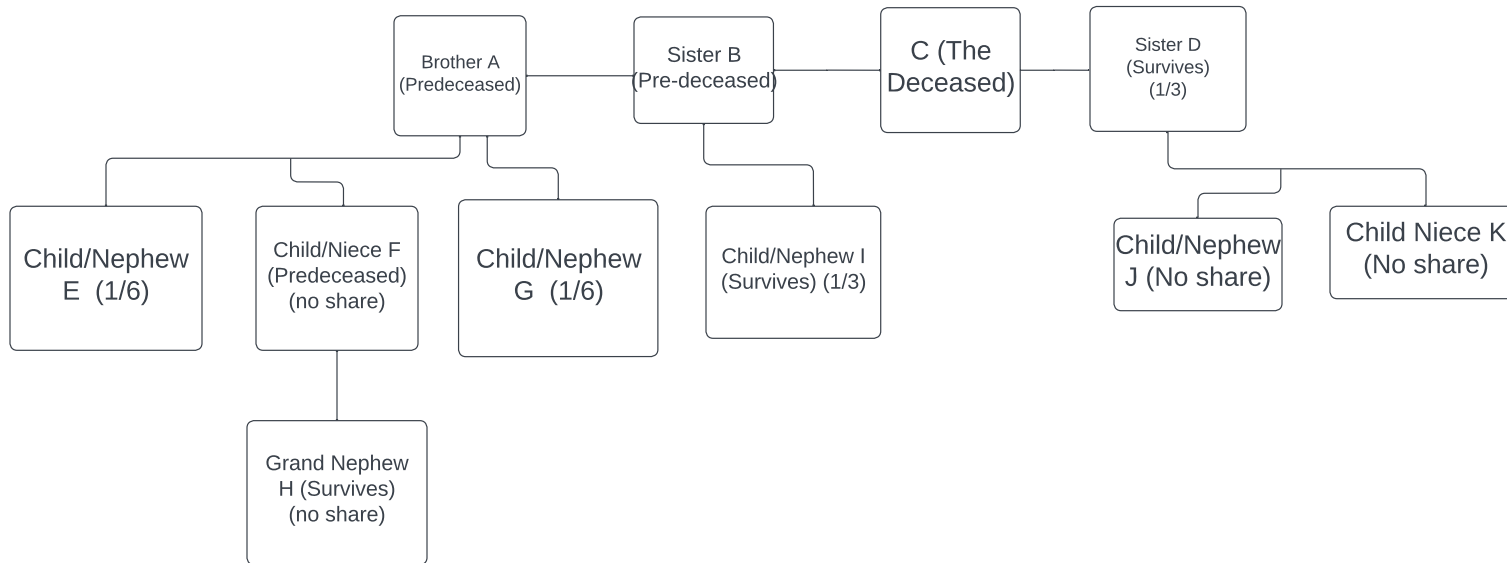 Brother A
(Predeceased)
Sister B
(Pre-deceased)
C (The
Deceased)
Sister D
(Survives)
(1/3)
Child/Nephew
E (1/6)
Child/Niece F
(Predeceased)
(no share)
Child/Nephew
G (1/6)
Child/Nephew I
(Survives) (1/3)
Child/Nephew
J (No share)
Child Niece K
(No share)
Grand Nephew
H (Survives)
(no share)